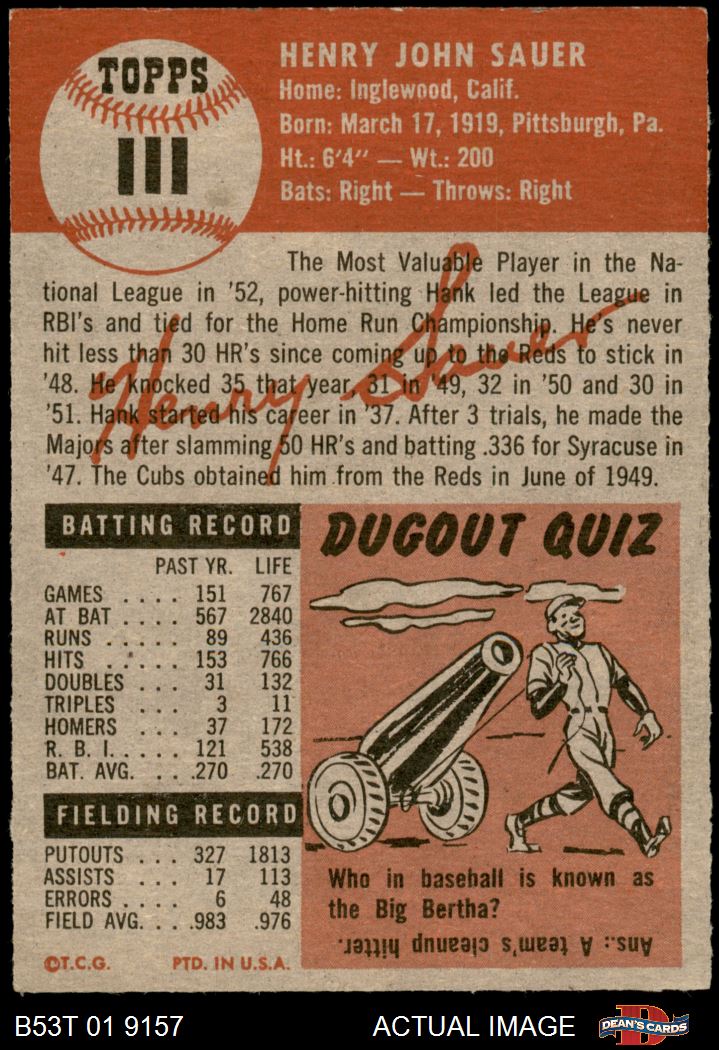 TOPPS
111
HENRY JOHN SAUER
Home: Inglewood, Calif.
Born: March 17, 1919, Pittsburgh, Pa.
Ht.: 6'4" — Wt.: 200
Bats: Right — Throws: Right
The Most Valuable Player in the Na-
tional League in '52, power-hitting Hank led the League in
RBI's and tied for the Home Run Championship. He's never
hit less than 30 HR's since coming up to the Reds to stick in
'48. He knocked 35 that year, 31 in '49, 32 in '50 and 30 in
'51. Hank started his career in '37. After 3 trials, he made the
Majors after slamming 50 HR's and batting .336 for Syracuse in
'47. The Cubs obtained him from the Reds in June of 1949.
Henry Sauer
BATTING RECORD
PAST YR. LIFE
GAMES .... 151 767
AT BAT .... 567 2840
RUNS ..... 89 436
HITS ..... 153 766
DOUBLES ... 31 132
TRIPLES ... 3 11
HOMERS ... 37 172
R. B. I. .... 121 538
BAT. AVG. ... .270 .270
FIELDING RECORD
PUTOUTS ... 327 1813
ASSISTS ... 17 113
ERRORS .... 6 48
FIELD AVG. ... .983 .976
©T.C.G. PTD. IN U.S.A.
DUGOUT QUIZ
Who in baseball is known as
the Big Bertha?
Ans.: A team's cleanup hitter.
B53T 01 9157
ACTUAL IMAGE
D
DEAN'S CARDS